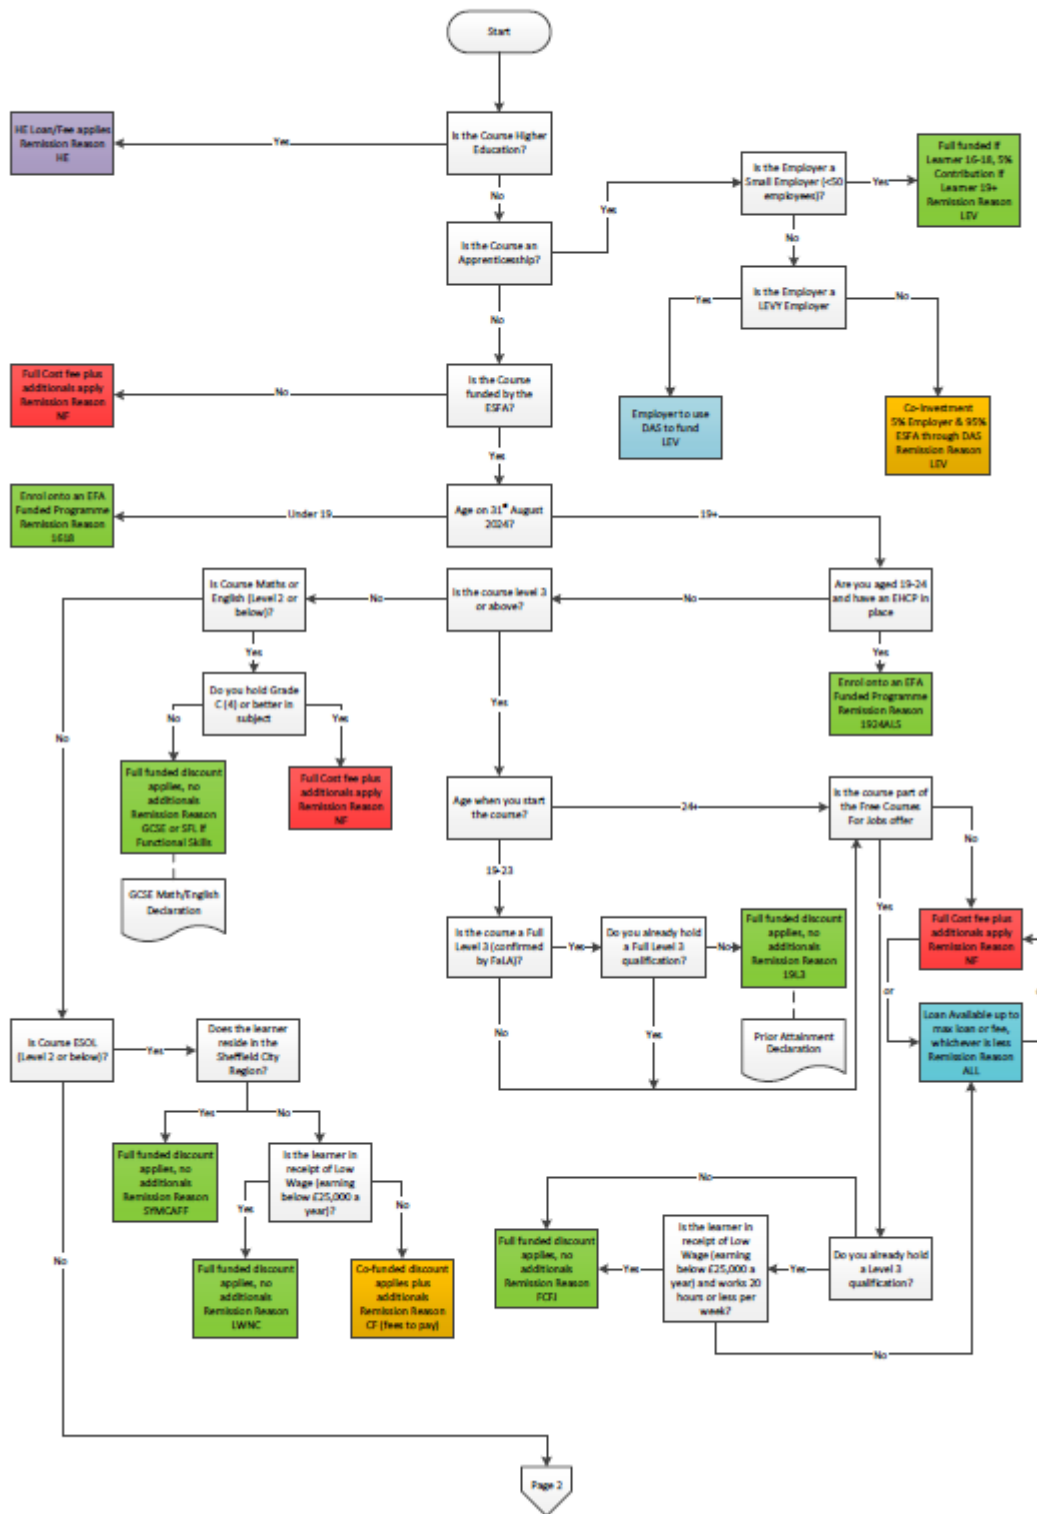 Start
HE Loan/Fee applies
Remission Reason
HE
Yes
Is the Course Higher
Education?
No
Is the Employer a
Small Employer (<50
employees)?
Yes
Full funded if
Learner 16-18, 5%
Contribution if
Learner 19+
Remission Reason
LEV
Yes
Is the Course an
Apprenticesship?
No
No
Is the Employer a
LEVY Employer
Yes
No
Full Cost fee plus
additionals apply
Remission Reason
NF
No
Is the Course
funded by the
ESFA?
Employer to use
DAS to fund
LEV
Co-Investment
5% Employer & 95%
ESFA through DAS
Remission Reason
LEV
Yes
Enrol onto an EFA
Funded Programme
Remission Reason
1618
Under 19
Age on 31st August
2024?
19+
Is Course Maths or
English (Level 2 or
below)?
No
Is the course level 3
or above?
No
Are you aged 19-24
and have an EHCP in
place
Yes
Yes
Do you hold Grade
C (4) or better in
subject
Yes
Enrol onto an EFA
Funded Programme
Remission Reason
1924ALS
No
Yes
No
Full funded discount
applies, no
additionals
Remission Reason
GCSE or SFL if
Functional Skills
Full Cost fee plus
additionals apply
Remission Reason
NF
Age when you start
the course?
24+
Is the course part of
the Free Courses
For Jobs offer
No
19-23
Yes
GCSE Math/English
Declaration
Is the course a Full
Level 3 (confirmed
by FaLA)?
Yes
Do you already hold
a Full Level 3
qualification?
No
Full funded discount
applies, no
additionals
Remission Reason
19L3
Full Cost fee plus
additionals apply
Remission Reason
NF
or
No
Yes
Prior Attainment
Declaration
Loan Available up to
max loan or fee,
whichever is less
Remission Reason
ALL
Is Course ESOL
(Level 2 or below)?
Yes
Does the learner
reside in the
Sheffield City
Region?
Yes
No
Full funded discount
applies, no
additionals
Remission Reason
SYMCAFF
Is the learner in
receipt of Low
Wage (earning
below £25,000 a
year)?
Yes
No
No
Full funded discount
applies, no
additionals
Remission Reason
LWNC
Co-funded discount
applies plus
additionals
Remission Reason
CF (fees to pay)
No
Full funded discount
applies, no
additionals
Remission Reason
FCFJ
Yes
Is the learner in
receipt of Low
Wage (earning
below £25,000 a
year) and works 20
hours or less per
week?
Yes
Do you already hold
a Level 3
qualification?
No
Page 2